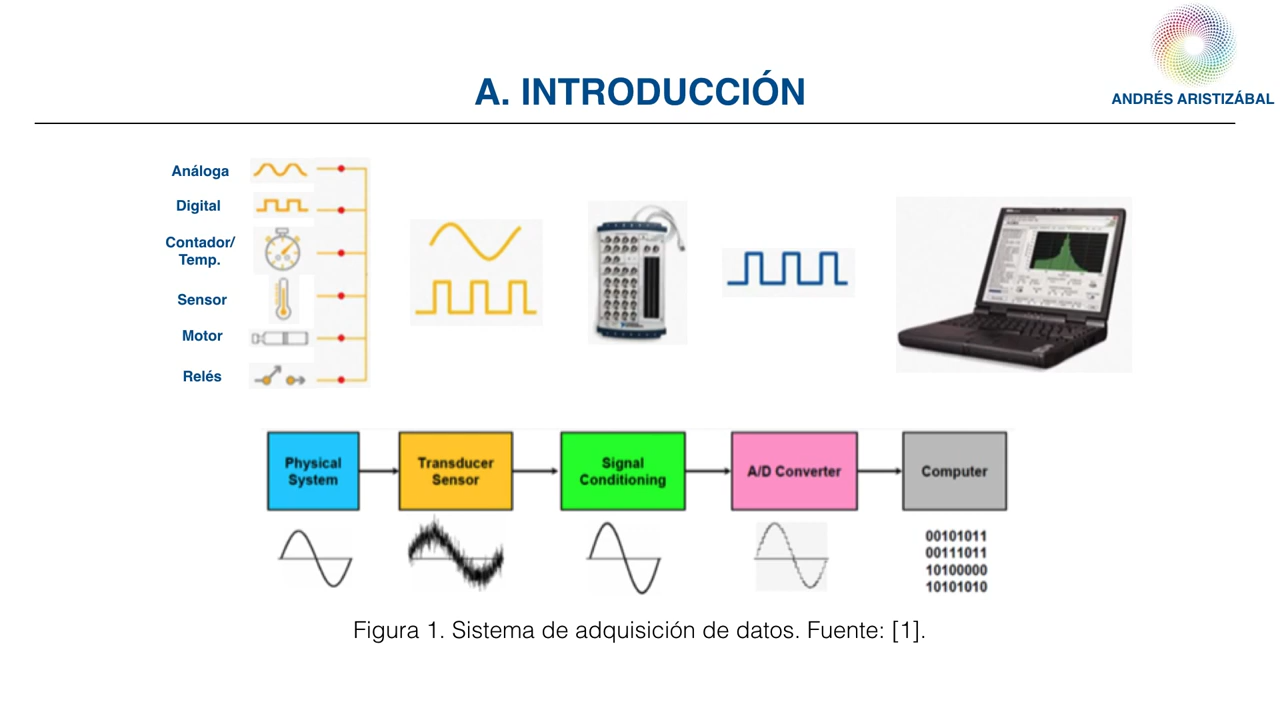 ANDRÉS ARISTIZÁBAL
A. INTRODUCCIÓN
Análoga
Digital
Contador/
Temp.
Sensor
Motor
Relés
Physical
System
Transducer
Sensor
Signal
Conditioning
A/D Converter
Computer
00101011
00111011
10100000
10101010
Figura 1. Sistema de adquisición de datos. Fuente: [1].